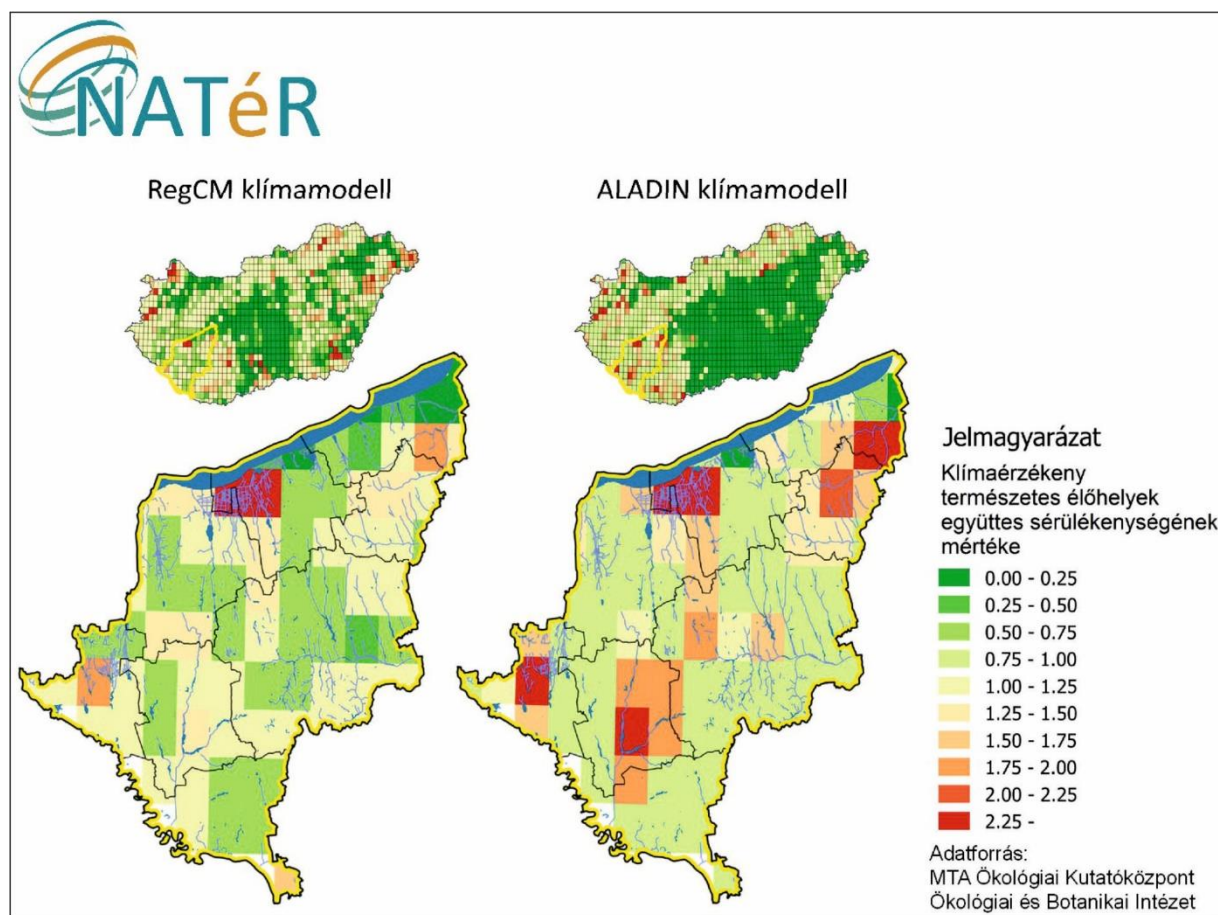 NATéR
RegCM klímamodell
ALADIN klímamodell
Jelmagyarázat
Klímaérzékeny
természetes élőhelyek
együttes sérülékenységének
mértéke
0.00 - 0.25
0.25 - 0.50
0.50 - 0.75
0.75 - 1.00
1.00 - 1.25
1.25 - 1.50
1.50 - 1.75
1.75 - 2.00
2.00 - 2.25
2.25 -
Adatforrás:
MTA Ökológiai Kutatóközpont
Ökológiai és Botanikai Intézet